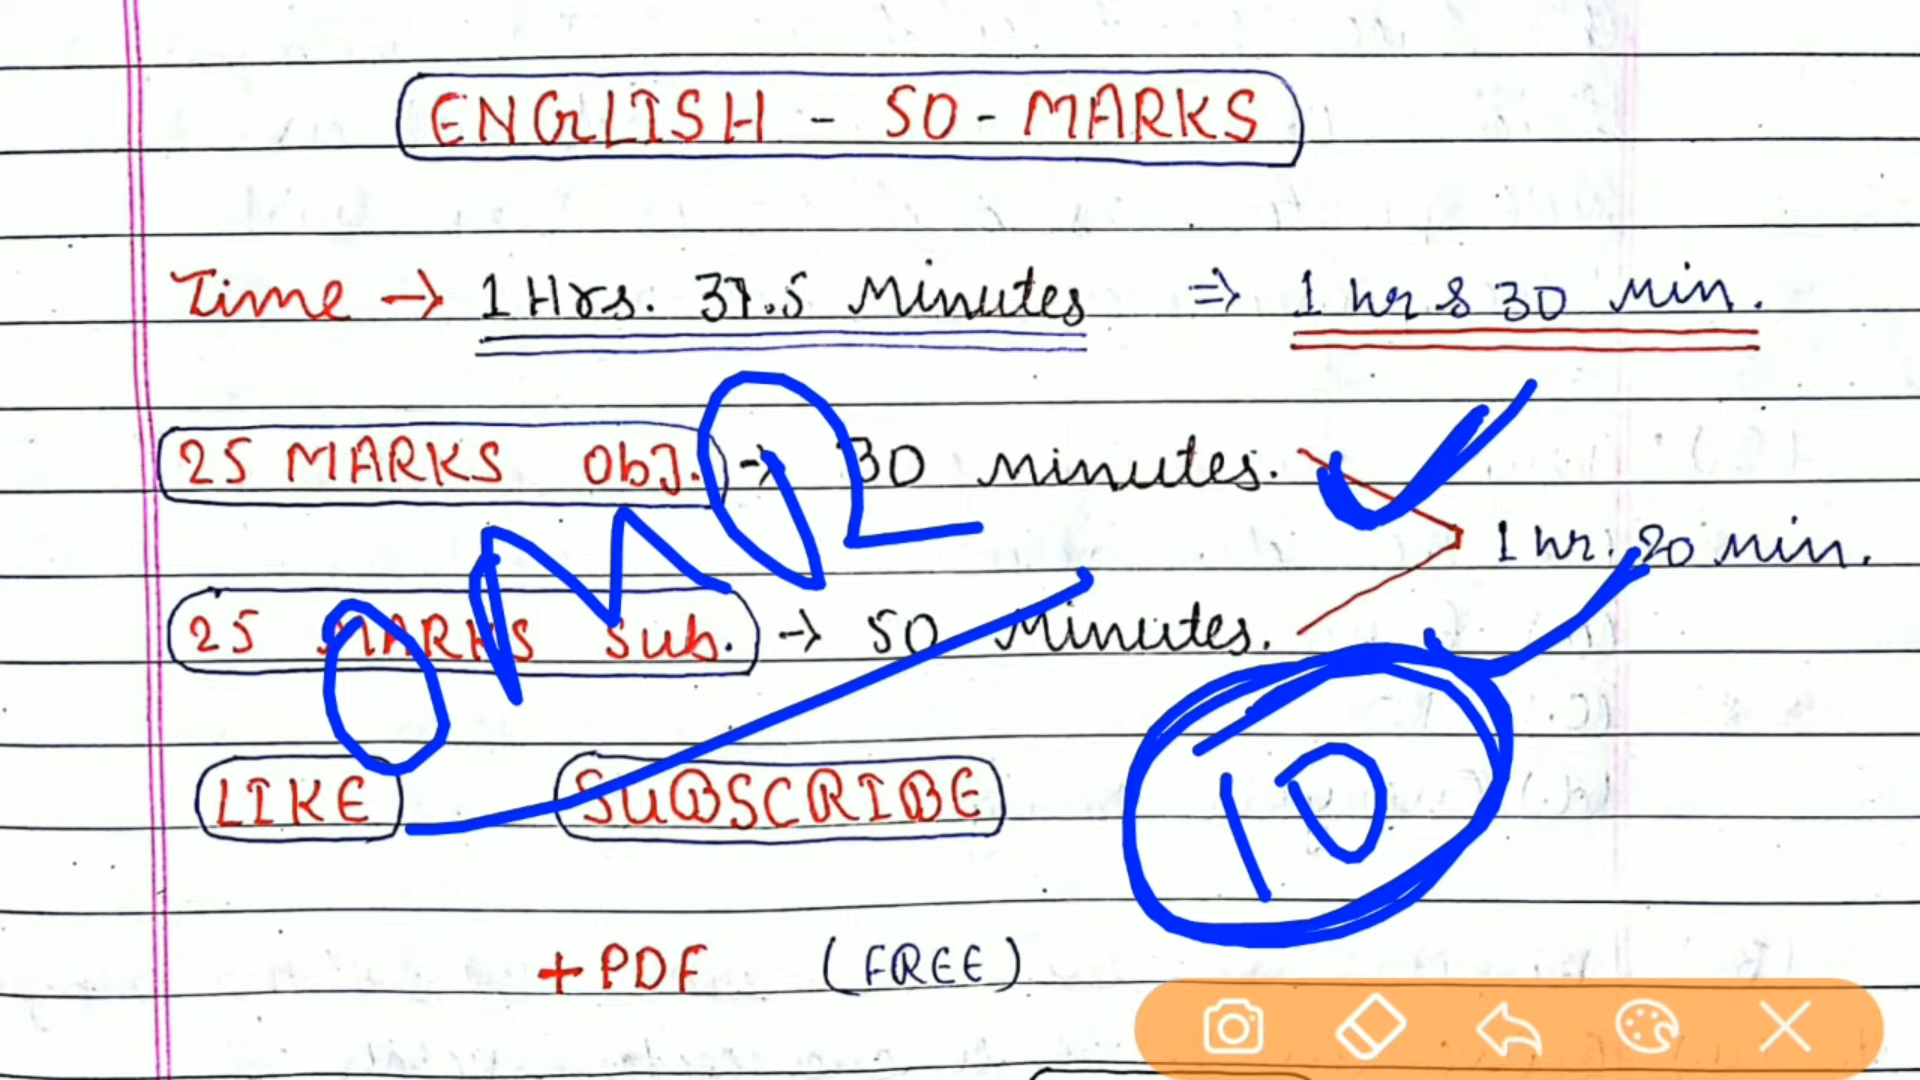 ENGLISH - 50 - MARKS
Time → 1 Hrs. 37.5 Minutes ⇒ 1 hr & 30 Min.
25 MARKS Obj. → 30 minutes.
OMR
1 hr. 20 min.
25 MARKS Sub. → 50 Minutes.
LIKE SUBSCRIBE
10
+ PDF (FREE)